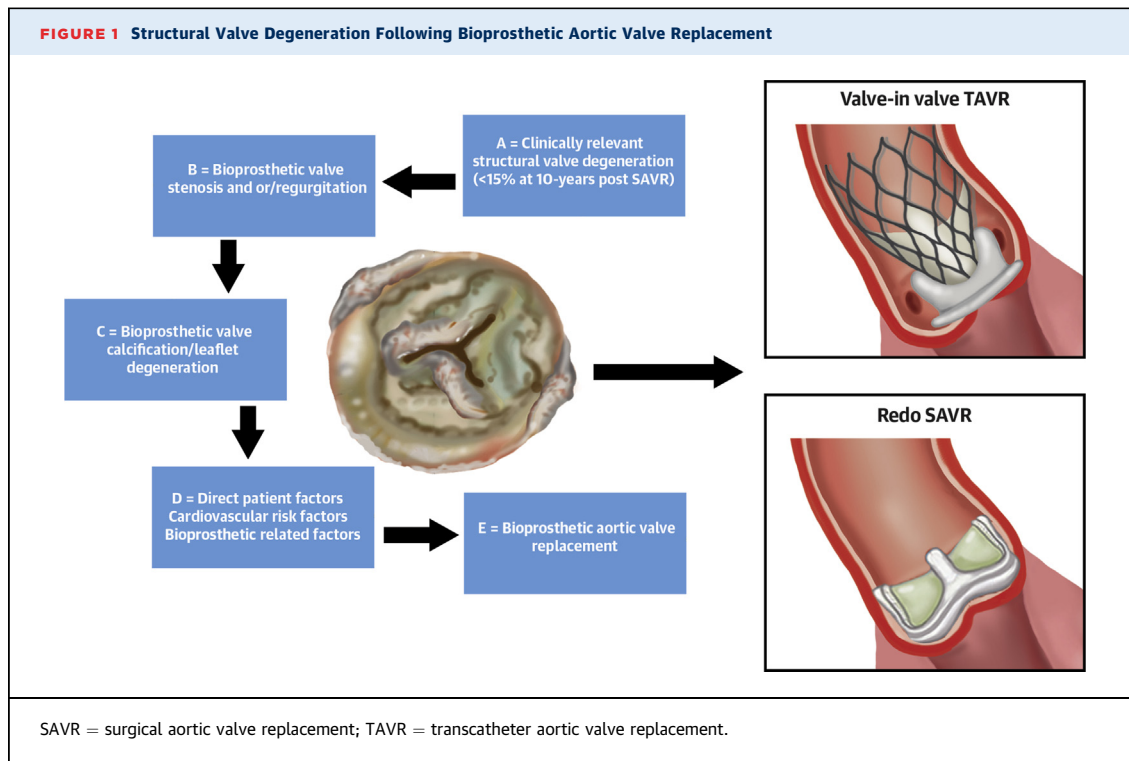 FIGURE 1 Structural Valve Degeneration Following Bioprosthetic Aortic Valve Replacement
A = Clinically relevant
structural valve degeneration
(<15% at 10-years post SAVR)
B = Bioprosthetic valve
stenosis and or/regurgitation
C = Bioprosthetic valve
calcification/leaflet
degeneration
D = Direct patient factors
Cardiovascular risk factors
Bioprosthetic related factors
E = Bioprosthetic aortic valve
replacement
Valve-in valve TAVR
Redo SAVR
SAVR = surgical aortic valve replacement; TAVR = transcatheter aortic valve replacement.